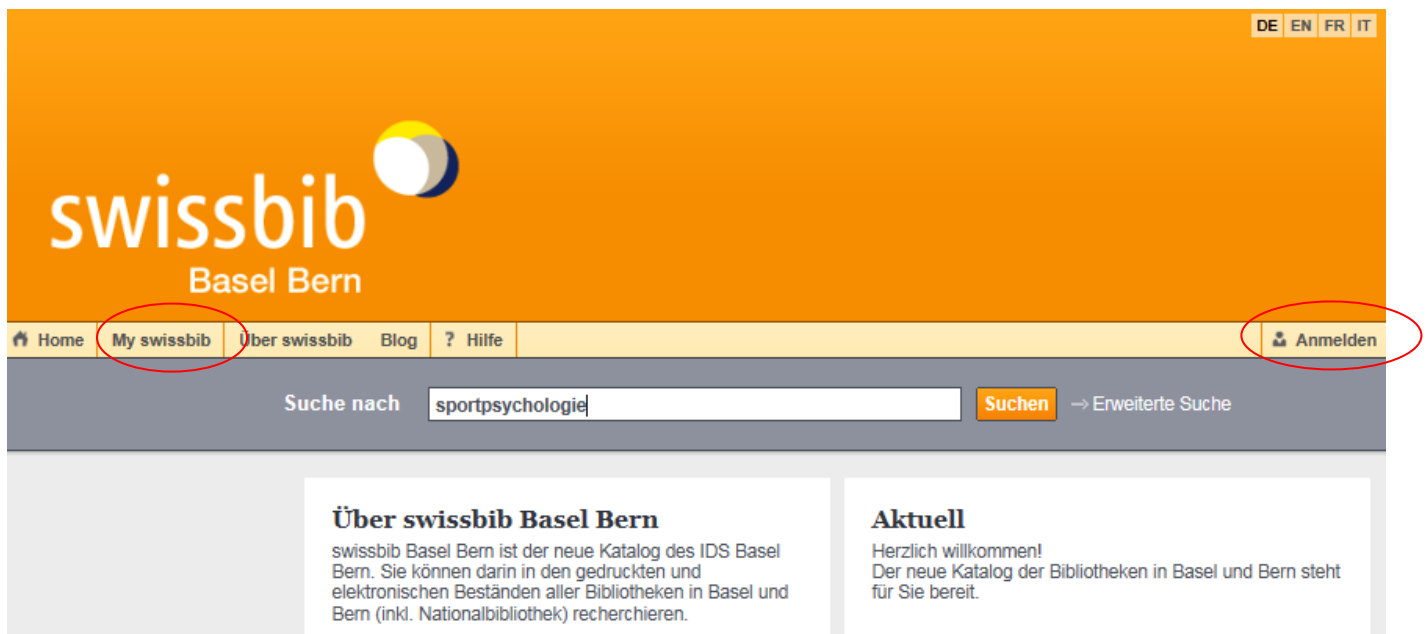 DE EN FR IT
swissbib
Basel Bern
Home My swissbib Über swissbib Blog ? Hilfe Anmelden
Suche nach sportpsychologie Suchen → Erweiterte Suche
Über swissbib Basel Bern
swissbib Basel Bern ist der neue Katalog des IDS Basel
Bern. Sie können darin in den gedruckten und
elektronischen Beständen aller Bibliotheken in Basel und
Bern (inkl. Nationalbibliothek) recherchieren.
Aktuell
Herzlich willkommen!
Der neue Katalog der Bibliotheken in Basel und Bern steht
für Sie bereit.